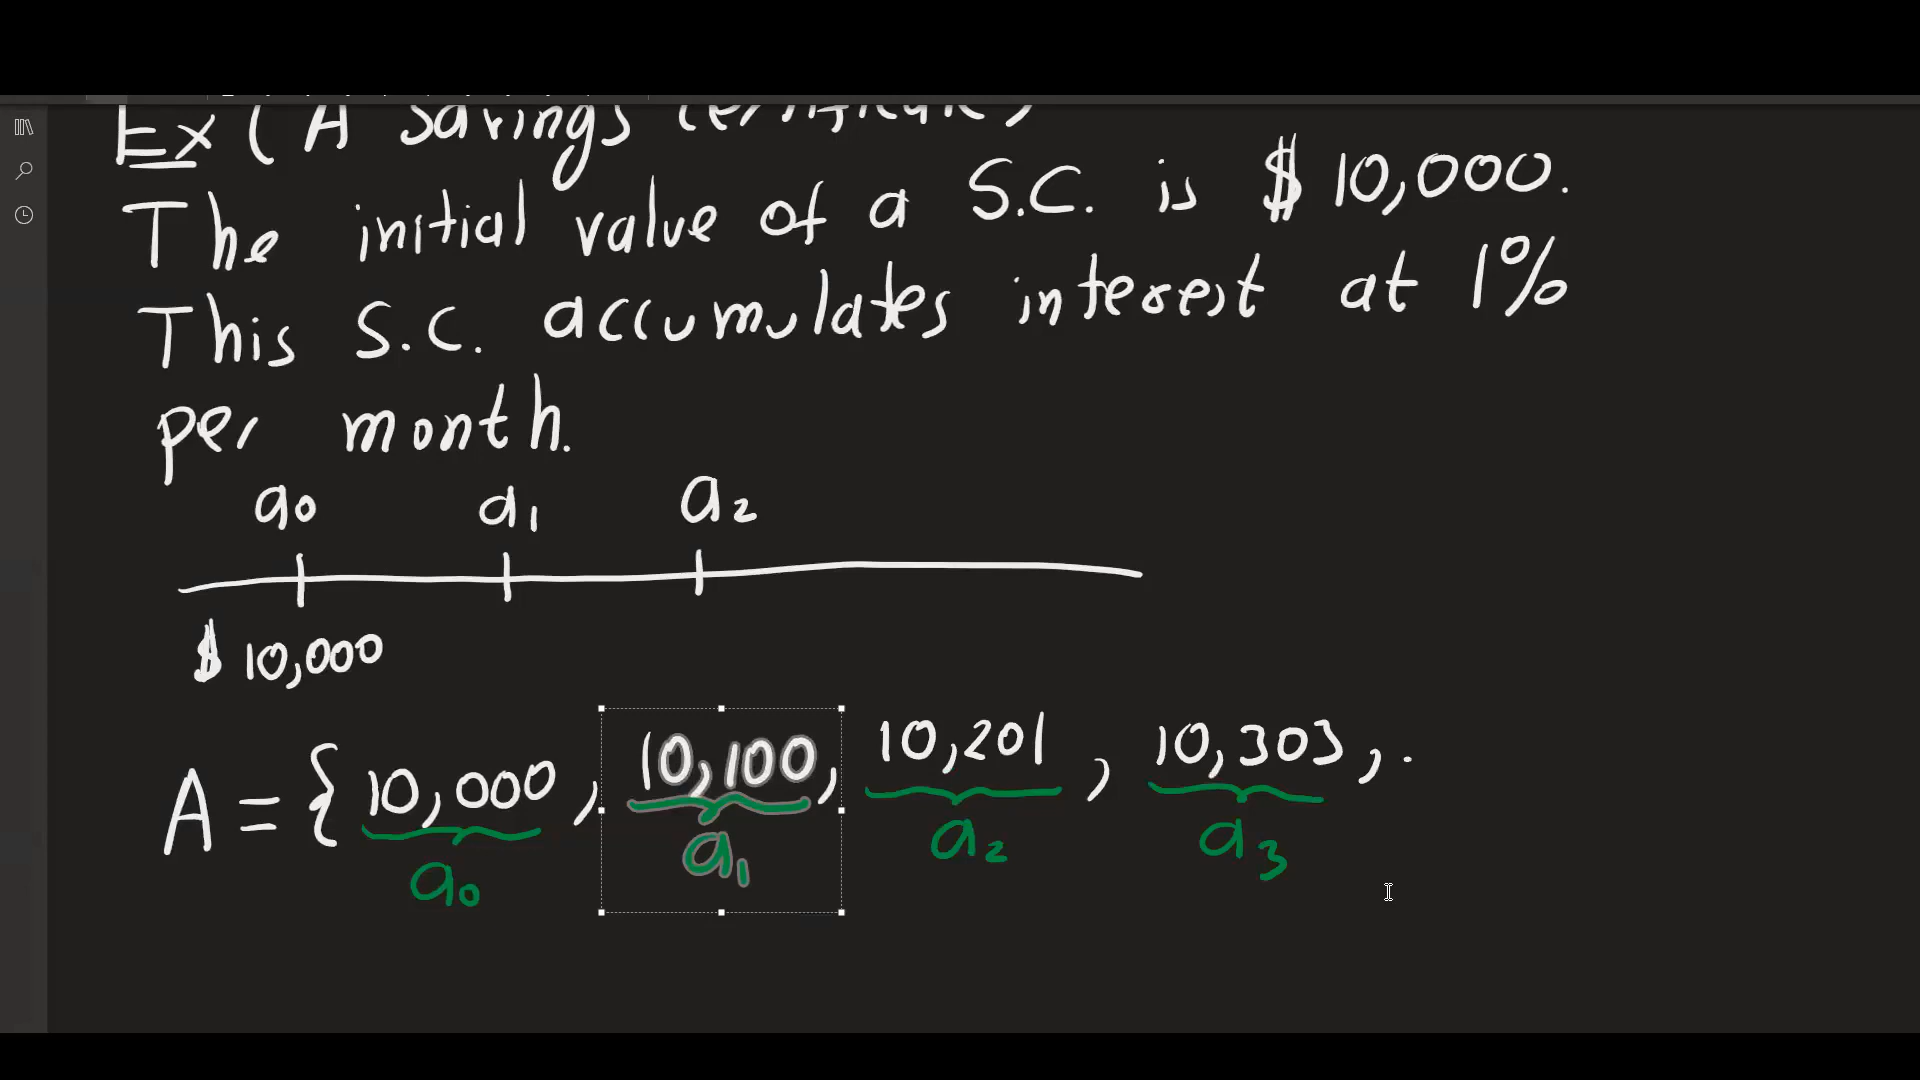 Ex (A Savings Certificate)
The initial value of a S.C. is $10,000.
This S.C. accumulates interest at 1%
per month.
a0 a1 a2
$10,000
A = {10,000, 10,100, 10,201, 10,303, .
a0 a1 a2 a3